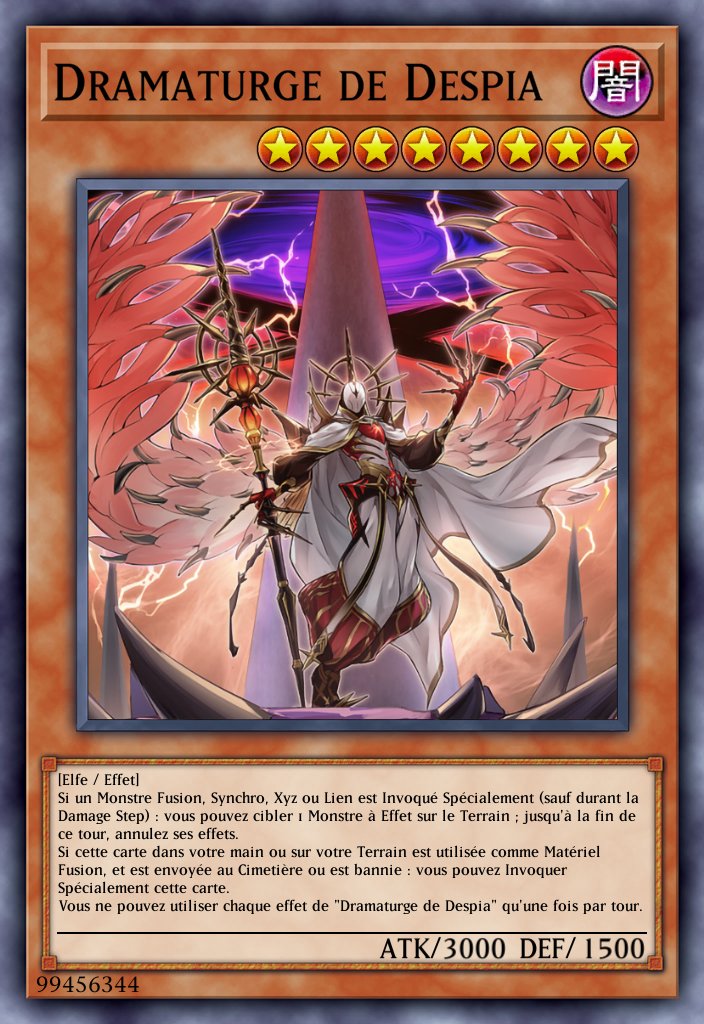 Dramaturge de Despia
闇
[Elfe / Effet]
Si un Monstre Fusion, Synchro, Xyz ou Lien est Invoqué Spécialement (sauf durant la
Damage Step) : vous pouvez cibler 1 Monstre à Effet sur le Terrain ; jusqu'à la fin de
ce tour, annulez ses effets.
Si cette carte dans votre main ou sur votre Terrain est utilisée comme Matériel
Fusion, et est envoyée au Cimetière ou est bannie : vous pouvez Invoquer
Spécialement cette carte.
Vous ne pouvez utiliser chaque effet de "Dramaturge de Despia" qu'une fois par tour.
ATK/3000 DEF/1500
99456344